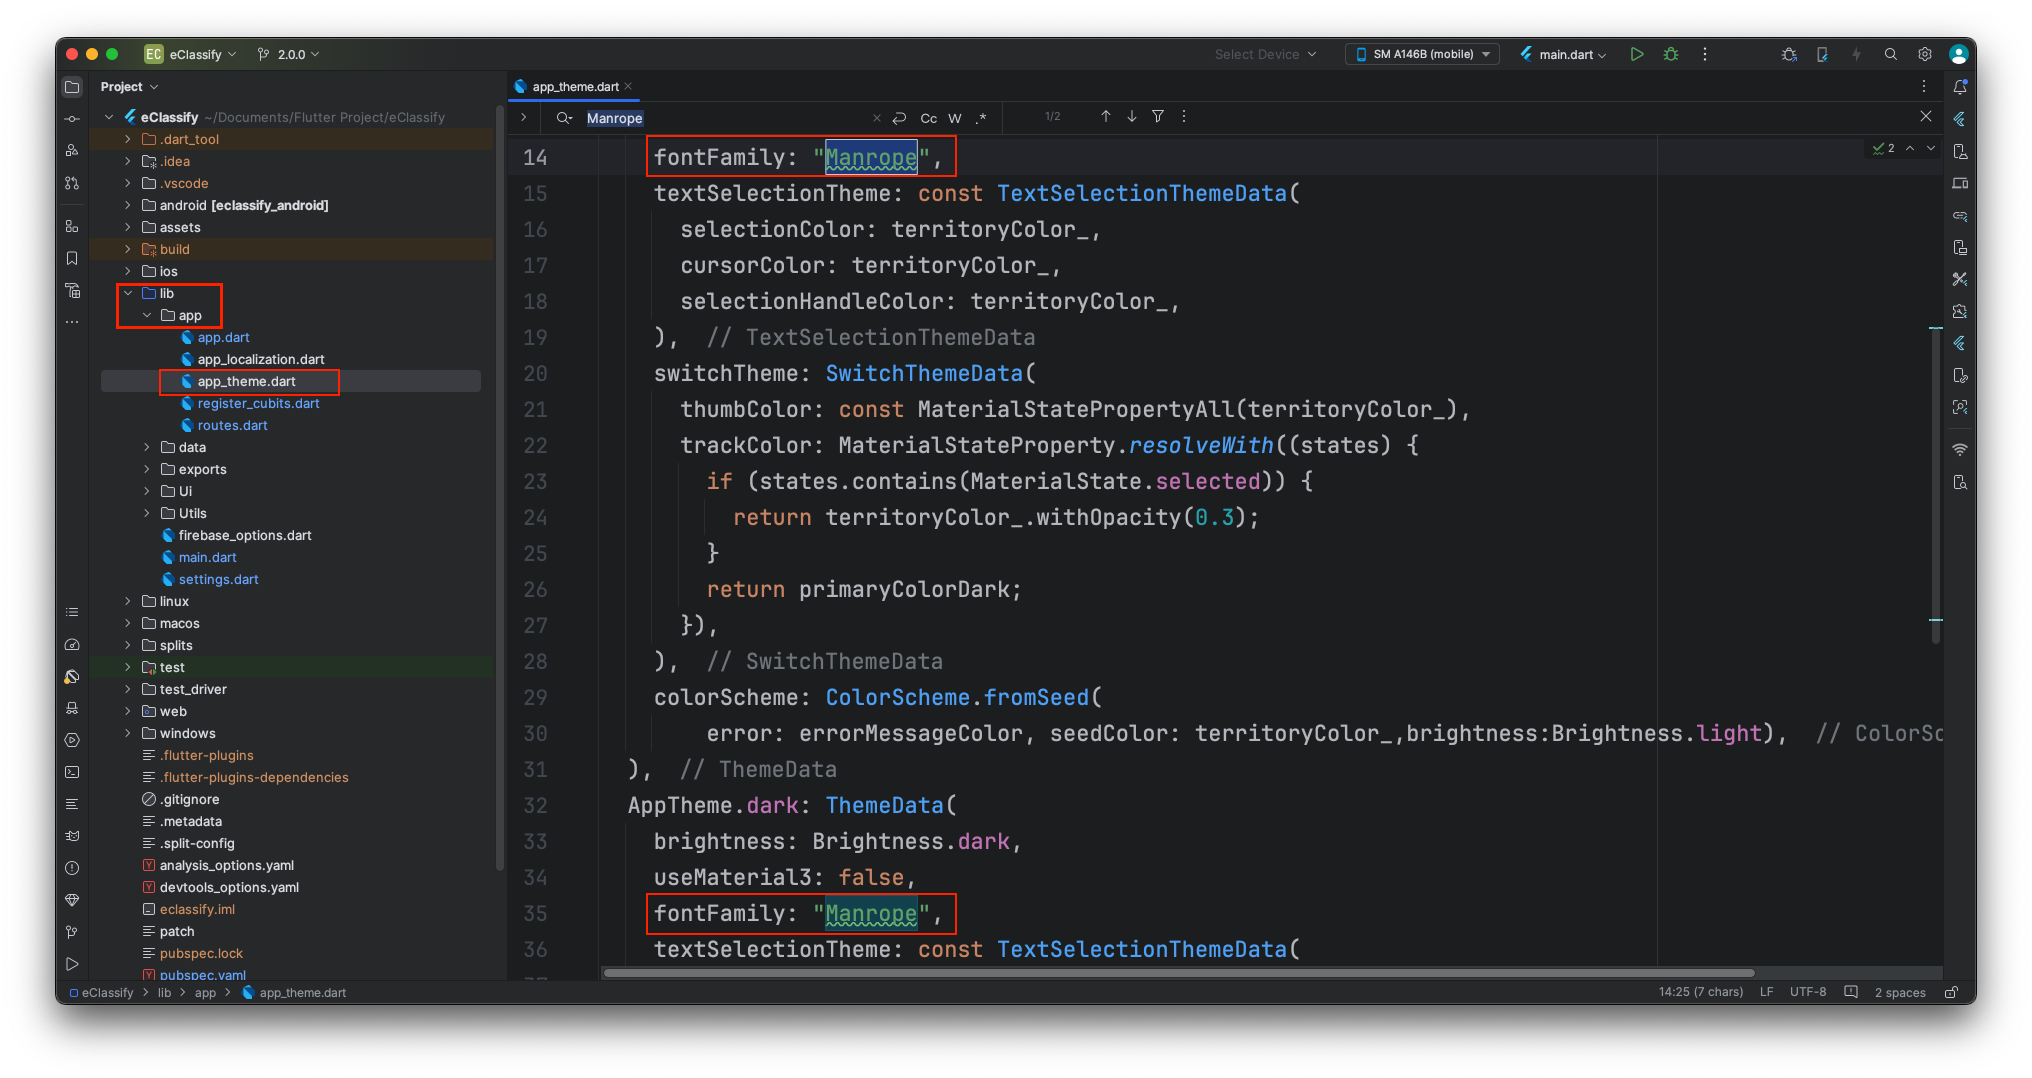 EC eClassify 2.0.0 Select Device SM A146B (mobile) main.dart
Project
app_theme.dart
eClassify ~/Documents/Flutter Project/eClassify
.dart_tool
.idea
.vscode
android [eclassify_android]
assets
build
ios
lib
app
app.dart
app_localization.dart
app_theme.dart
register_cubits.dart
routes.dart
data
exports
Ui
Utils
firebase_options.dart
main.dart
settings.dart
linux
macos
splits
test
test_driver
web
windows
.flutter-plugins
.flutter-plugins-dependencies
.gitignore
.metadata
.split-config
analysis_options.yaml
devtools_options.yaml
eclassify.iml
patch
pubspec.lock
pubspec.yaml
Manrope Cc W .* 1/2
2
14 fontFamily: "Manrope",
15 textSelectionTheme: const TextSelectionThemeData(
16 selectionColor: territoryColor_,
17 cursorColor: territoryColor_,
18 selectionHandleColor: territoryColor_,
19 ), // TextSelectionThemeData
20 switchTheme: SwitchThemeData(
21 thumbColor: const MaterialStatePropertyAll(territoryColor_),
22 trackColor: MaterialStateProperty.resolveWith((states) {
23 if (states.contains(MaterialState.selected)) {
24 return territoryColor_.withOpacity(0.3);
25 }
26 return primaryColorDark;
27 }),
28 ), // SwitchThemeData
29 colorScheme: ColorScheme.fromSeed(
30 error: errorMessageColor, seedColor: territoryColor_,brightness:Brightness.light), // ColorSc
31 ), // ThemeData
32 AppTheme.dark: ThemeData(
33 brightness: Brightness.dark,
34 useMaterial3: false,
35 fontFamily: "Manrope",
36 textSelectionTheme: const TextSelectionThemeData(
eClassify > lib > app > app_theme.dart 14:25 (7 chars) LF UTF-8 2 spaces